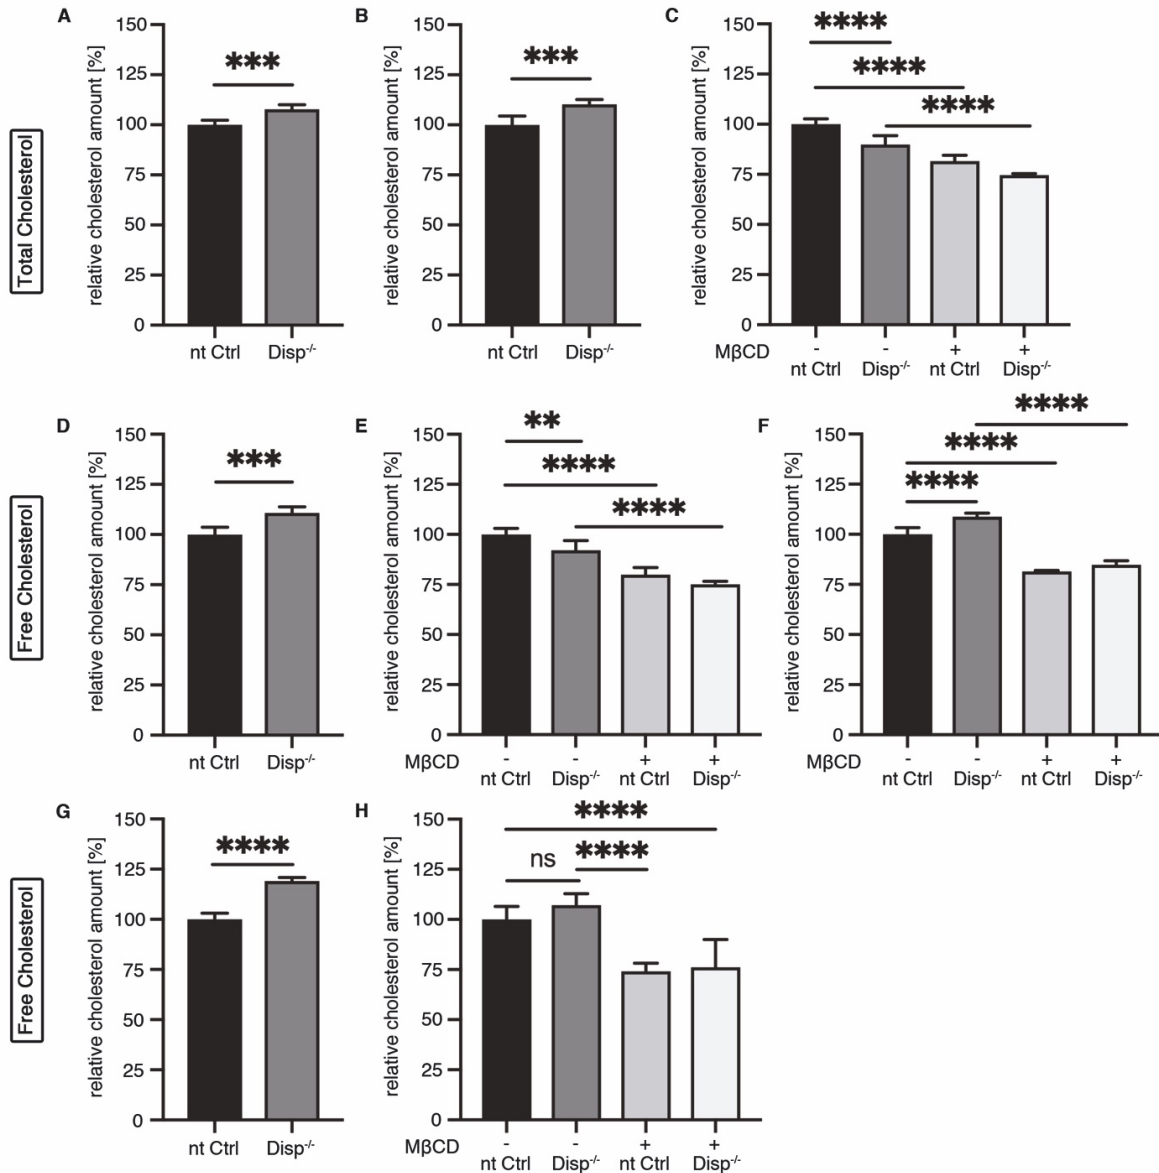 Total Cholesterol
A
relative cholesterol amount [%]
150
125
100
75
50
25
0
***
nt Ctrl Disp-/-
B
relative cholesterol amount [%]
150
125
100
75
50
25
0
***
nt Ctrl Disp-/-
C
relative cholesterol amount [%]
150
125
100
75
50
25
0
****
****
****
MβCD - - + +
nt Ctrl Disp-/- nt Ctrl Disp-/-
Free Cholesterol
D
relative cholesterol amount [%]
150
125
100
75
50
25
0
***
nt Ctrl Disp-/-
E
relative cholesterol amount [%]
150
125
100
75
50
25
0
**
****
****
MβCD - - + +
nt Ctrl Disp-/- nt Ctrl Disp-/-
F
relative cholesterol amount [%]
150
125
100
75
50
25
0
****
****
****
MβCD - - + +
nt Ctrl Disp-/- nt Ctrl Disp-/-
Free Cholesterol
G
relative cholesterol amount [%]
150
125
100
75
50
25
0
****
nt Ctrl Disp-/-
H
relative cholesterol amount [%]
150
125
100
75
50
25
0
****
ns ****
MβCD - - + +
nt Ctrl Disp-/- nt Ctrl Disp-/-